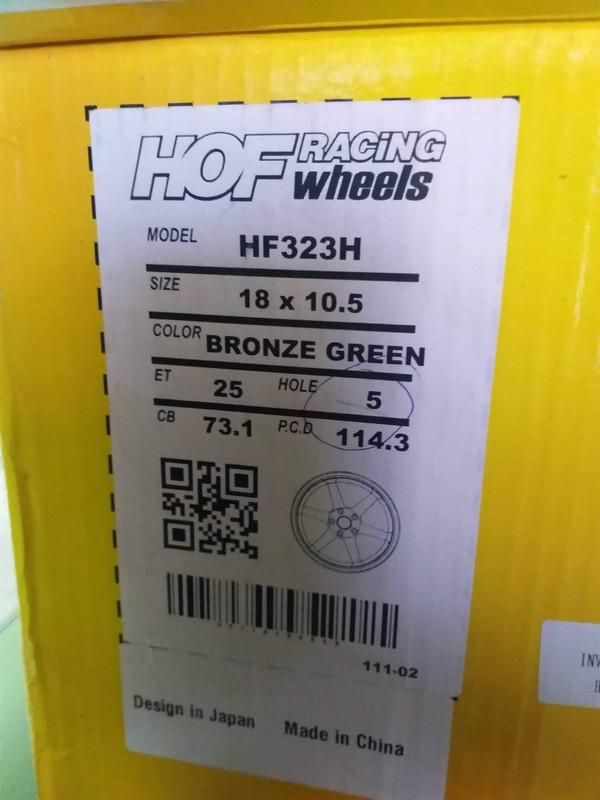 HOF RACiNG wheels
MODEL HF323H
SIZE 18 x 10.5
COLOR BRONZE GREEN
ET 25 HOLE 5
CB 73.1 P.C.D 114.3
111-02
Design in Japan Made in China